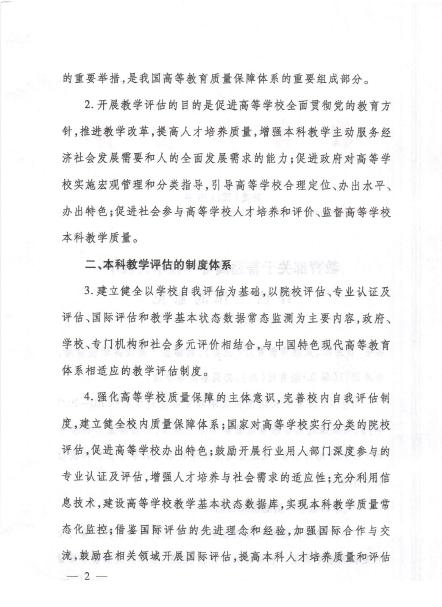 的重要举措,是我国高等教育质量保障体系的重要组成部分。
2.开展教学评估的目的是促进高等学校全面贯彻党的教育方
针,推进教学改革,提高人才培养质量,增强本科教学主动服务经
济社会发展需要和人的全面发展需求的能力;促进政府对高等学
校实施宏观管理和分类指导,引导高等学校合理定位、办出水平、
办出特色;促进社会参与高等学校人才培养和评价、监督高等学校
本科教学质量。
二、本科教学评估的制度体系
3.建立健全以学校自我评估为基础,以院校评估、专业认证及
评估、国际评估和教学基本状态数据常态监测为主要内容,政府、
学校、专门机构和社会多元评价相结合,与中国特色现代高等教育
体系相适应的教学评估制度。
4.强化高等学校质量保障的主体意识,完善校内自我评估制
度,建立健全校内质量保障体系;国家对高等学校实行分类的院校
评估,促进高等学校办出特色;鼓励开展行业用人部门深度参与的
专业认证及评估,增强人才培养与社会需求的适应性;充分利用信
息技术,建设高等学校教学基本状态数据库,实现本科教学质量常
态化监控;借鉴国际评估的先进理念和经验,加强国际合作与交
流,鼓励在相关领域开展国际评估,提高本科人才培养质量和评估
— 2 —